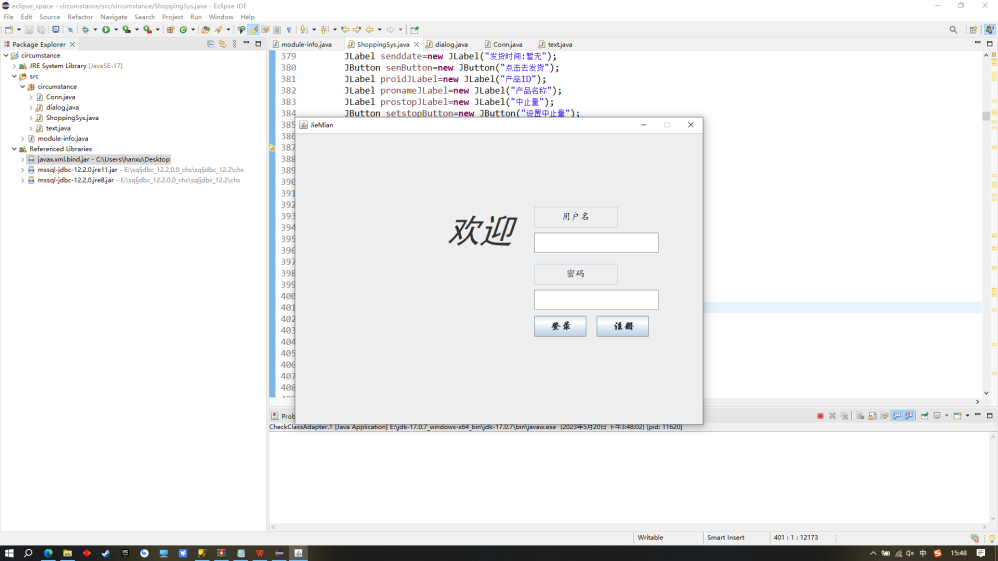 eclipse_space - circumstance/src/circumstance/ShoppingSys.java - Eclipse IDE
File Edit Source Refactor Navigate Search Project Run Window Help
Package Explorer
module-info.java ShoppingSys.java dialog.java Conn.java text.java
circumstance
JRE System Library [JavaSE-17]
src
circumstance
Conn.java
dialog.java
ShoppingSys.java
text.java
module-info.java
Referenced Libraries
javax.xml.bind.jar - C:\Users\hanxu\Desktop
mssql-jdbc-12.2.0.jre11.jar - E:\sqljdbc_12.2.0.0_chs\sqljdbc_12.2\chs
mssql-jdbc-12.2.0.jre8.jar - E:\sqljdbc_12.2.0.0_chs\sqljdbc_12.2\chs
379 JLabel senddate=new JLabel("发货时间:暂无");
380 JButton senButton=new JButton("点击去发货");
381 JLabel proidJLabel=new JLabel("产品ID");
382 JLabel pronameJLabel=new JLabel("产品名称");
383 JLabel prostopJLabel=new JLabel("中止量");
384 JButton setstopButton=new JButton("设置中止量");
386
387
388
389
390
391
392
393
394
395
396
397
398
399
400
401
402
403
404
405
406
407
408
JieMian
欢迎
用户名
密码
登录 注册
Prob
CheckClassAdapter.1 [Java Application] E:\jdk-17.0.7_windows-x64_bin\jdk-17.0.7\bin\javaw.exe (2023年5月20日 下午3:48:02) [pid: 11620]
Writable Smart Insert 401 : 1 : 12173
中 15:48